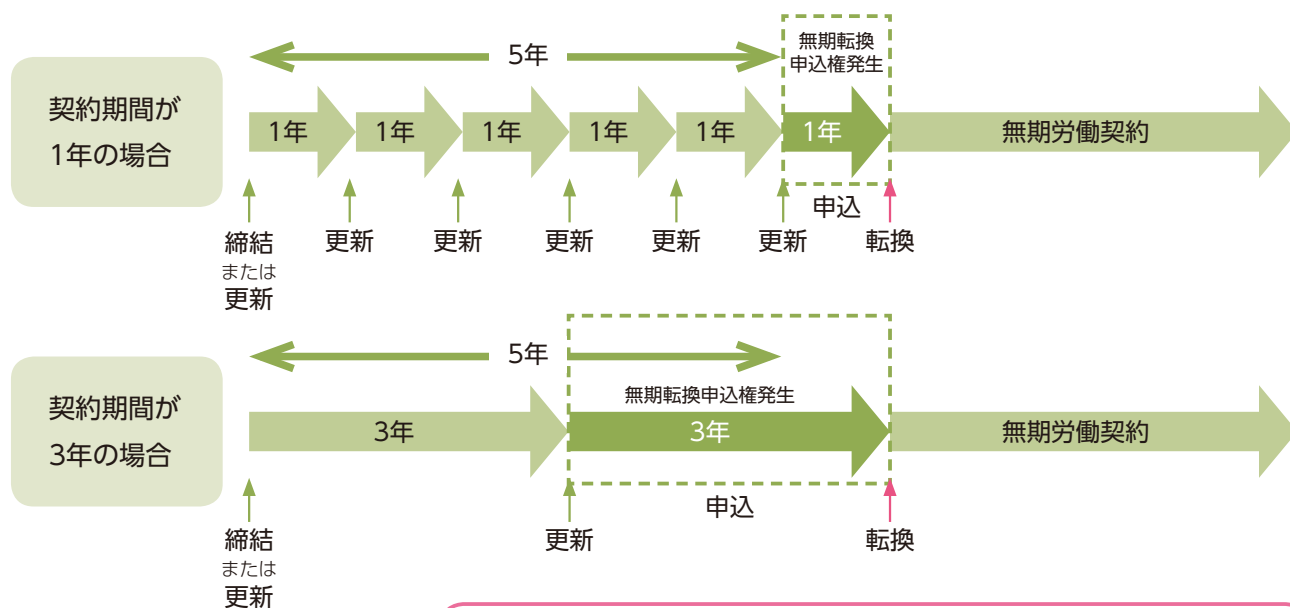 5年
無期転換
申込権発生
契約期間が
1年の場合
1年
1年
1年
1年
1年
1年
無期労働契約
申込
締結
または
更新
更新
更新
更新
更新
更新
転換
5年
無期転換申込権発生
契約期間が
3年の場合
3年
3年
無期労働契約
申込
締結
または
更新
更新
転換